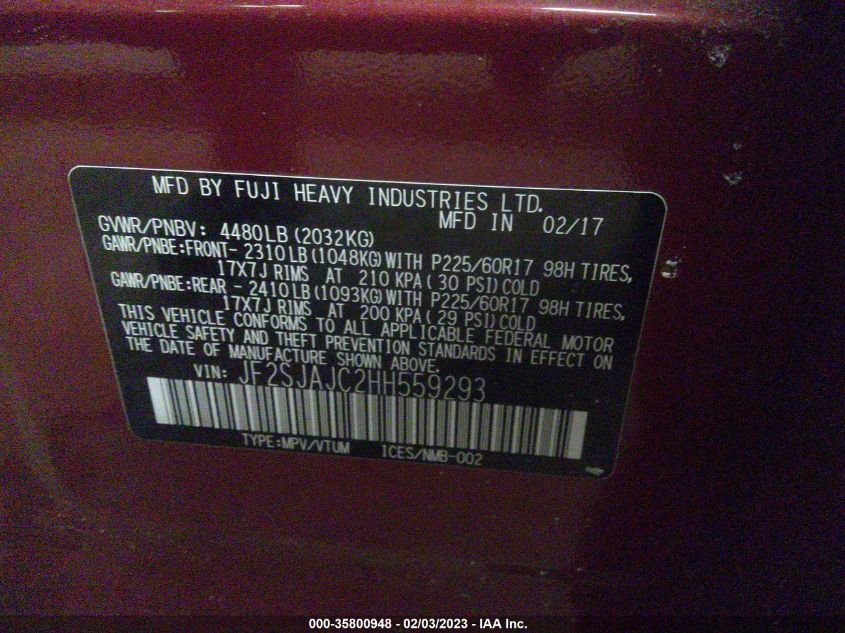 MFD BY FUJI HEAVY INDUSTRIES LTD.
MFD IN 02/17
GVWR/PNBV: 4480LB (2032KG)
GAWR/PNBE:FRONT- 2310LB (1048KG) WITH P225/60R17 98H TIRES,
17X7J RIMS AT 210 KPA ( 30 PSI) COLD
GAWR/PNBE:REAR - 2410LB (1093KG) WITH P225/60R17 98H TIRES,
17X7J RIMS AT 200 KPA ( 29 PSI) COLD
THIS VEHICLE CONFORMS TO ALL APPLICABLE FEDERAL MOTOR
VEHICLE SAFETY AND THEFT PREVENTION STANDARDS IN EFFECT ON
THE DATE OF MANUFACTURE SHOWN ABOVE.
VIN: JF2SJAJC2HH559293
TYPE:MPV/VTUM ICES/NMB-002
000-35800948 - 02/03/2023 - IAA Inc.